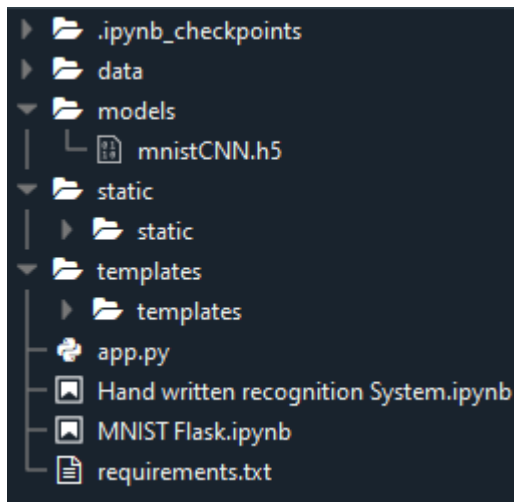 .ipynb_checkpoints
data
models
mnistCNN.h5
static
static
templates
templates
app.py
Hand written recognition System.ipynb
MNIST Flask.ipynb
requirements.txt